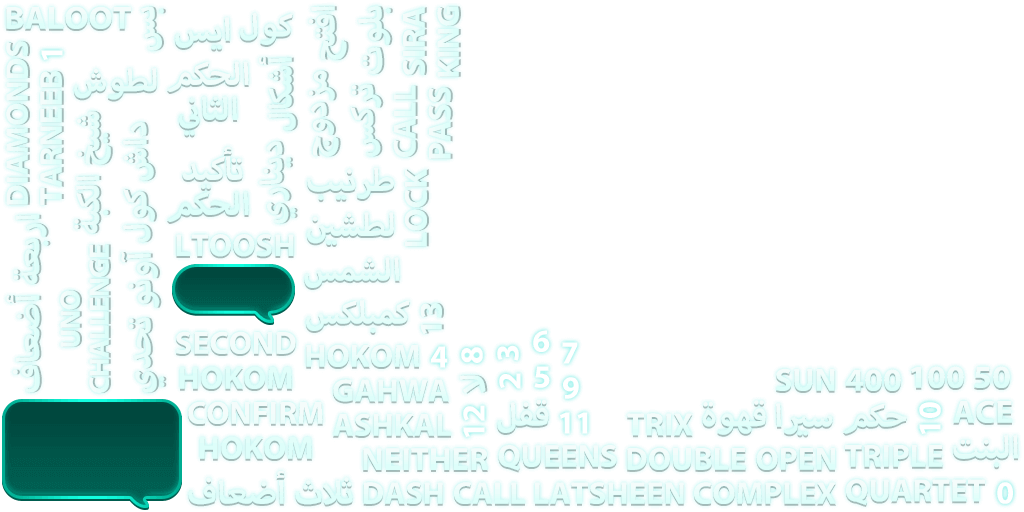 BALOOT
بس
كول
ايس
افتح مزدوج
بلوت
تركس
CALL SIRA
PASS KING
DIAMONDS
TARNEEB 1
لطوش
شيخ الكبة
الحكم
الثاني
أشكال
ديناري
داش كول
أونو تحدي
تأكيد
الحكم
طرنيب
لطشين
LOCK
LTOOSH
الشمس
اربعة أضعاف
UNO
CHALLENGE
كمبلكس
13
SECOND
HOKOM
HOKOM
4
8
3
6
7
GAHWA
لا
2
5
9
SUN
400
100
50
CONFIRM
HOKOM
ASHKAL
12
قفل
11
TRIX
قهوة
سيرا
حكم
10
ACE
NEITHER
QUEENS
DOUBLE
OPEN
TRIPLE
البنت
ثلاث أضعاف
DASH CALL
LATSHEEN
COMPLEX
QUARTET
0